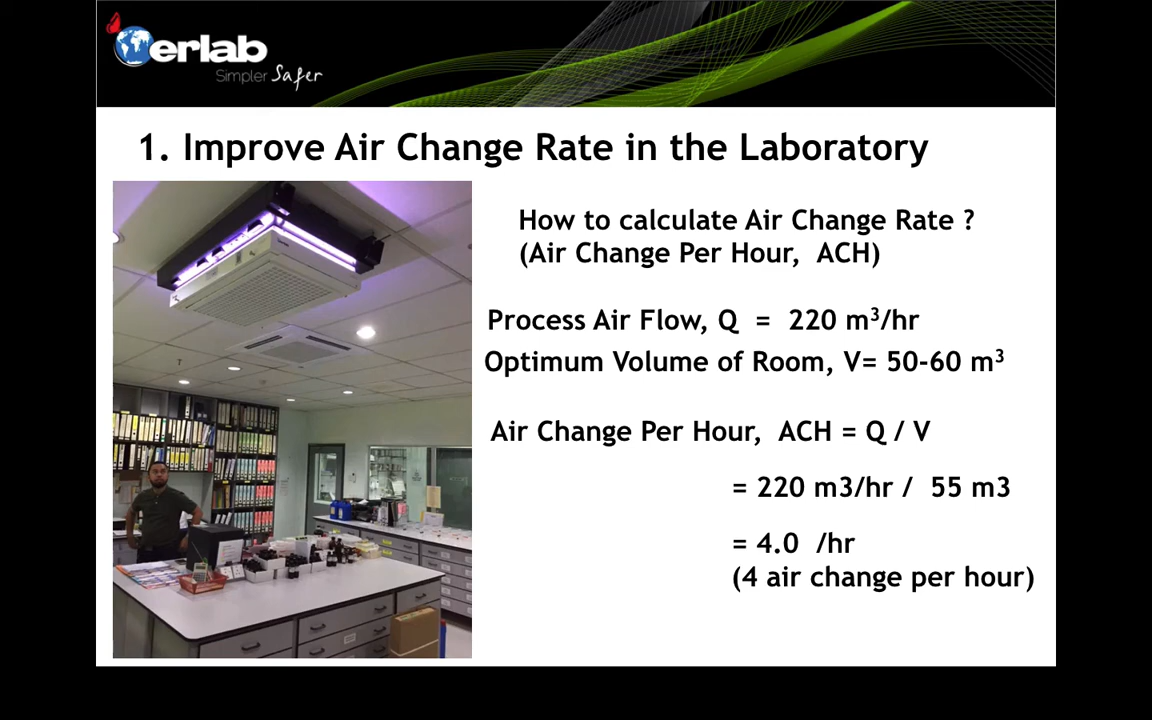 erlab
Simpler Safer
1. Improve Air Change Rate in the Laboratory
How to calculate Air Change Rate ?
(Air Change Per Hour,  ACH)
Process Air Flow, Q  =  220 m³/hr
Optimum Volume of Room, V= 50-60 m³
Air Change Per Hour,  ACH = Q / V
= 220 m3/hr /  55 m3
= 4.0  /hr
(4 air change per hour)